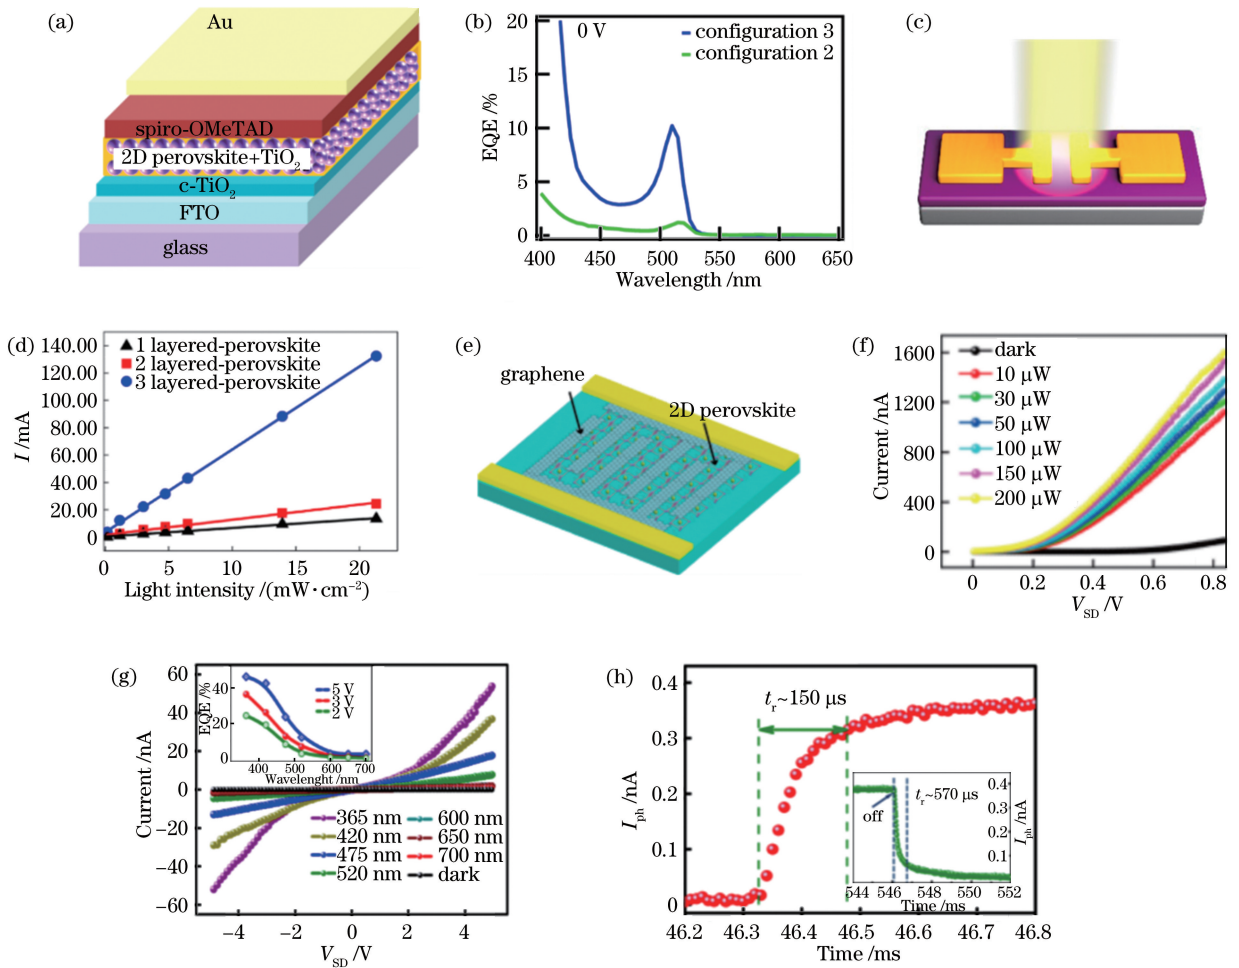 (a)
Au
spiro-OMeTAD
2D perovskite+TiO₂
c-TiO₂
FTO
glass
(b)
0 V
configuration 3
configuration 2
EQE /%
20
15
10
5
0
400 450 500 550 600 650
Wavelength /nm
(c)
(d)
1 layered-perovskite
2 layered-perovskite
3 layered-perovskite
I /mA
140.00
120.00
100.00
80.00
60.00
40.00
20.00
0
0 5 10 15 20
Light intensity /(mW·cm⁻²)
(e)
graphene
2D perovskite
(f)
dark
10 μW
30 μW
50 μW
100 μW
150 μW
200 μW
Current /nA
1600
1200
800
400
0
0 0.2 0.4 0.6 0.8
V_SD /V
(g)
Current /nA
60
40
20
0
−20
−40
−60
−4 −2 0 2 4
V_SD /V
EQE /%
40
20
0
5 V
3 V
2 V
400 500 600 700
Wavelenght /nm
365 nm
420 nm
475 nm
520 nm
600 nm
650 nm
700 nm
dark
(h)
I_ph /nA
0.4
0.3
0.2
0.1
0
t_r~150 μs
46.2 46.3 46.4 46.5 46.6 46.7 46.8
Time /ms
off
t_r~570 μs
0.4
0.3
0.2
0.1
I_ph /nA
544 546 548 550 552
Time /ms